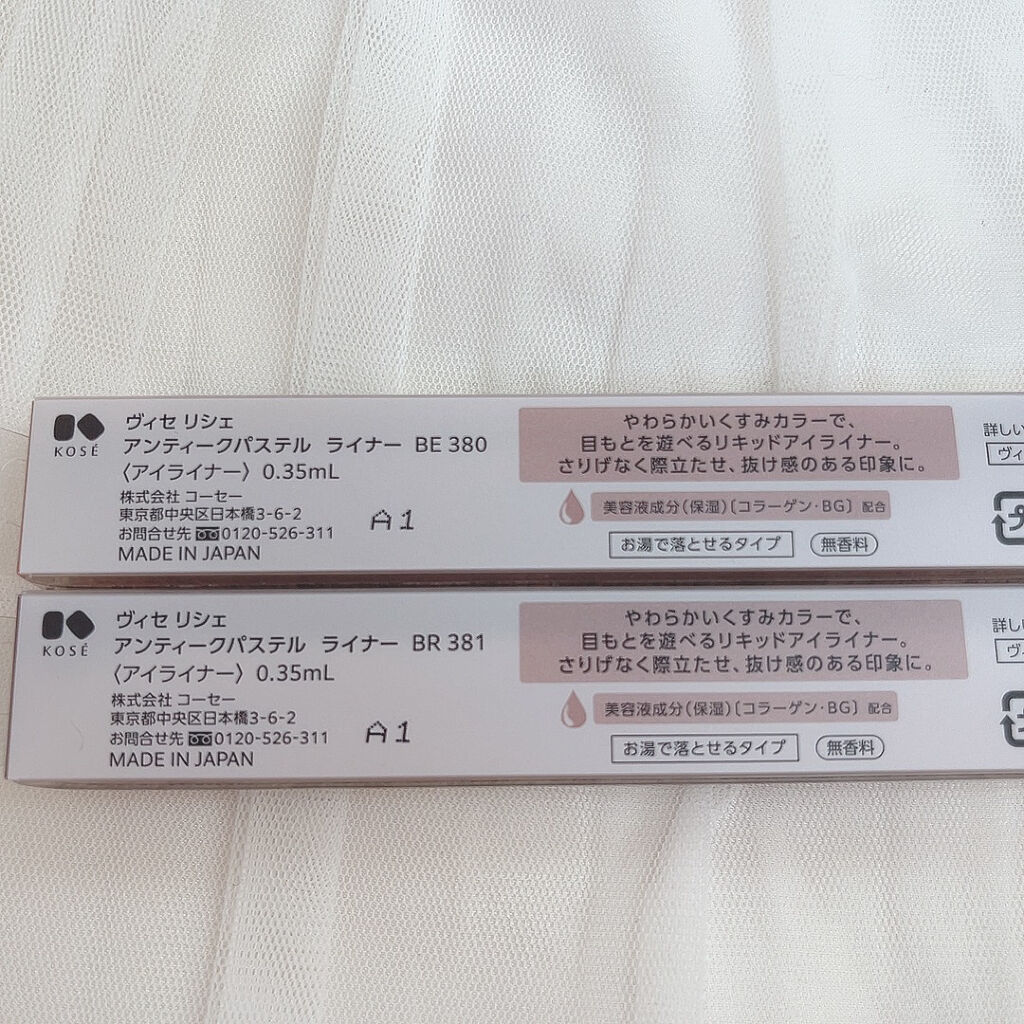 KOSÉ
ヴィセ リシェ
アンティークパステル ライナー BE 380
〈アイライナー〉 0.35mL
株式会社 コーセー
東京都中央区日本橋3-6-2
お問合せ先 0120-526-311
MADE IN JAPAN
A1
やわらかいくすみカラーで、
目もとを遊べるリキッドアイライナー。
さりげなく際立たせ、抜け感のある印象に。
美容液成分(保湿)〔コラーゲン・BG〕 配合
お湯で落とせるタイプ 無香料
詳しい
ヴィ
KOSÉ
ヴィセ リシェ
アンティークパステル ライナー BR 381
〈アイライナー〉 0.35mL
株式会社 コーセー
東京都中央区日本橋3-6-2
お問合せ先 0120-526-311
MADE IN JAPAN
A1
やわらかいくすみカラーで、
目もとを遊べるリキッドアイライナー。
さりげなく際立たせ、抜け感のある印象に。
美容液成分(保湿)〔コラーゲン・BG〕 配合
お湯で落とせるタイプ 無香料
詳し
ヴ